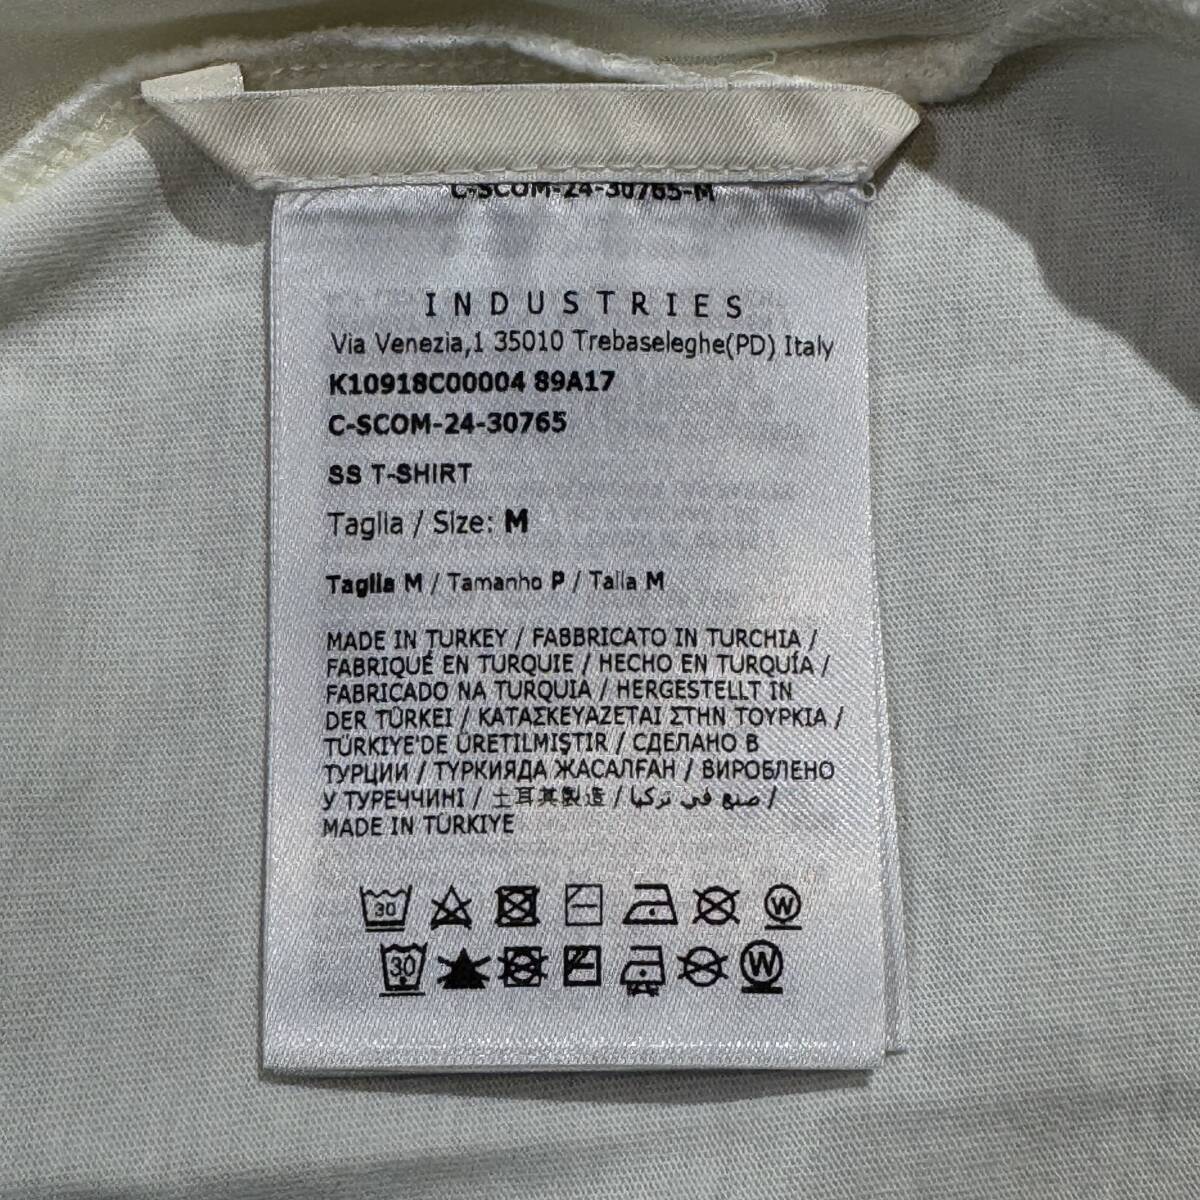 C-SCOM-24-30765-M
INDUSTRIES
Via Venezia,1 35010 Trebaseleghe(PD) Italy
K10918C00004 89A17
C-SCOM-24-30765
SS T-SHIRT
Taglia / Size: M
Taglia M / Tamanho P / Talla M
MADE IN TURKEY / FABBRICATO IN TURCHIA /
FABRIQUÉ EN TURQUIE / HECHO EN TURQUÍA /
FABRICADO NA TURQUIA / HERGESTELLT IN
DER TÜRKEI / ΚΑΤΑΣΚΕΥΑΖΕΤΑΙ ΣΤΗΝ ΤΟΥΡΚΙΑ /
TÜRKIYE'DE ÜRETILMIŞTIR / СДЕЛАНО В
ТУРЦИИ / ТҮРКИЯДА ЖАСАЛҒАН / ВИРОБЛЕНО
У ТУРЕЧЧИНІ / 土耳其製造 / صنع في تركيا /
MADE IN TÜRKIYE
30 W
30 W